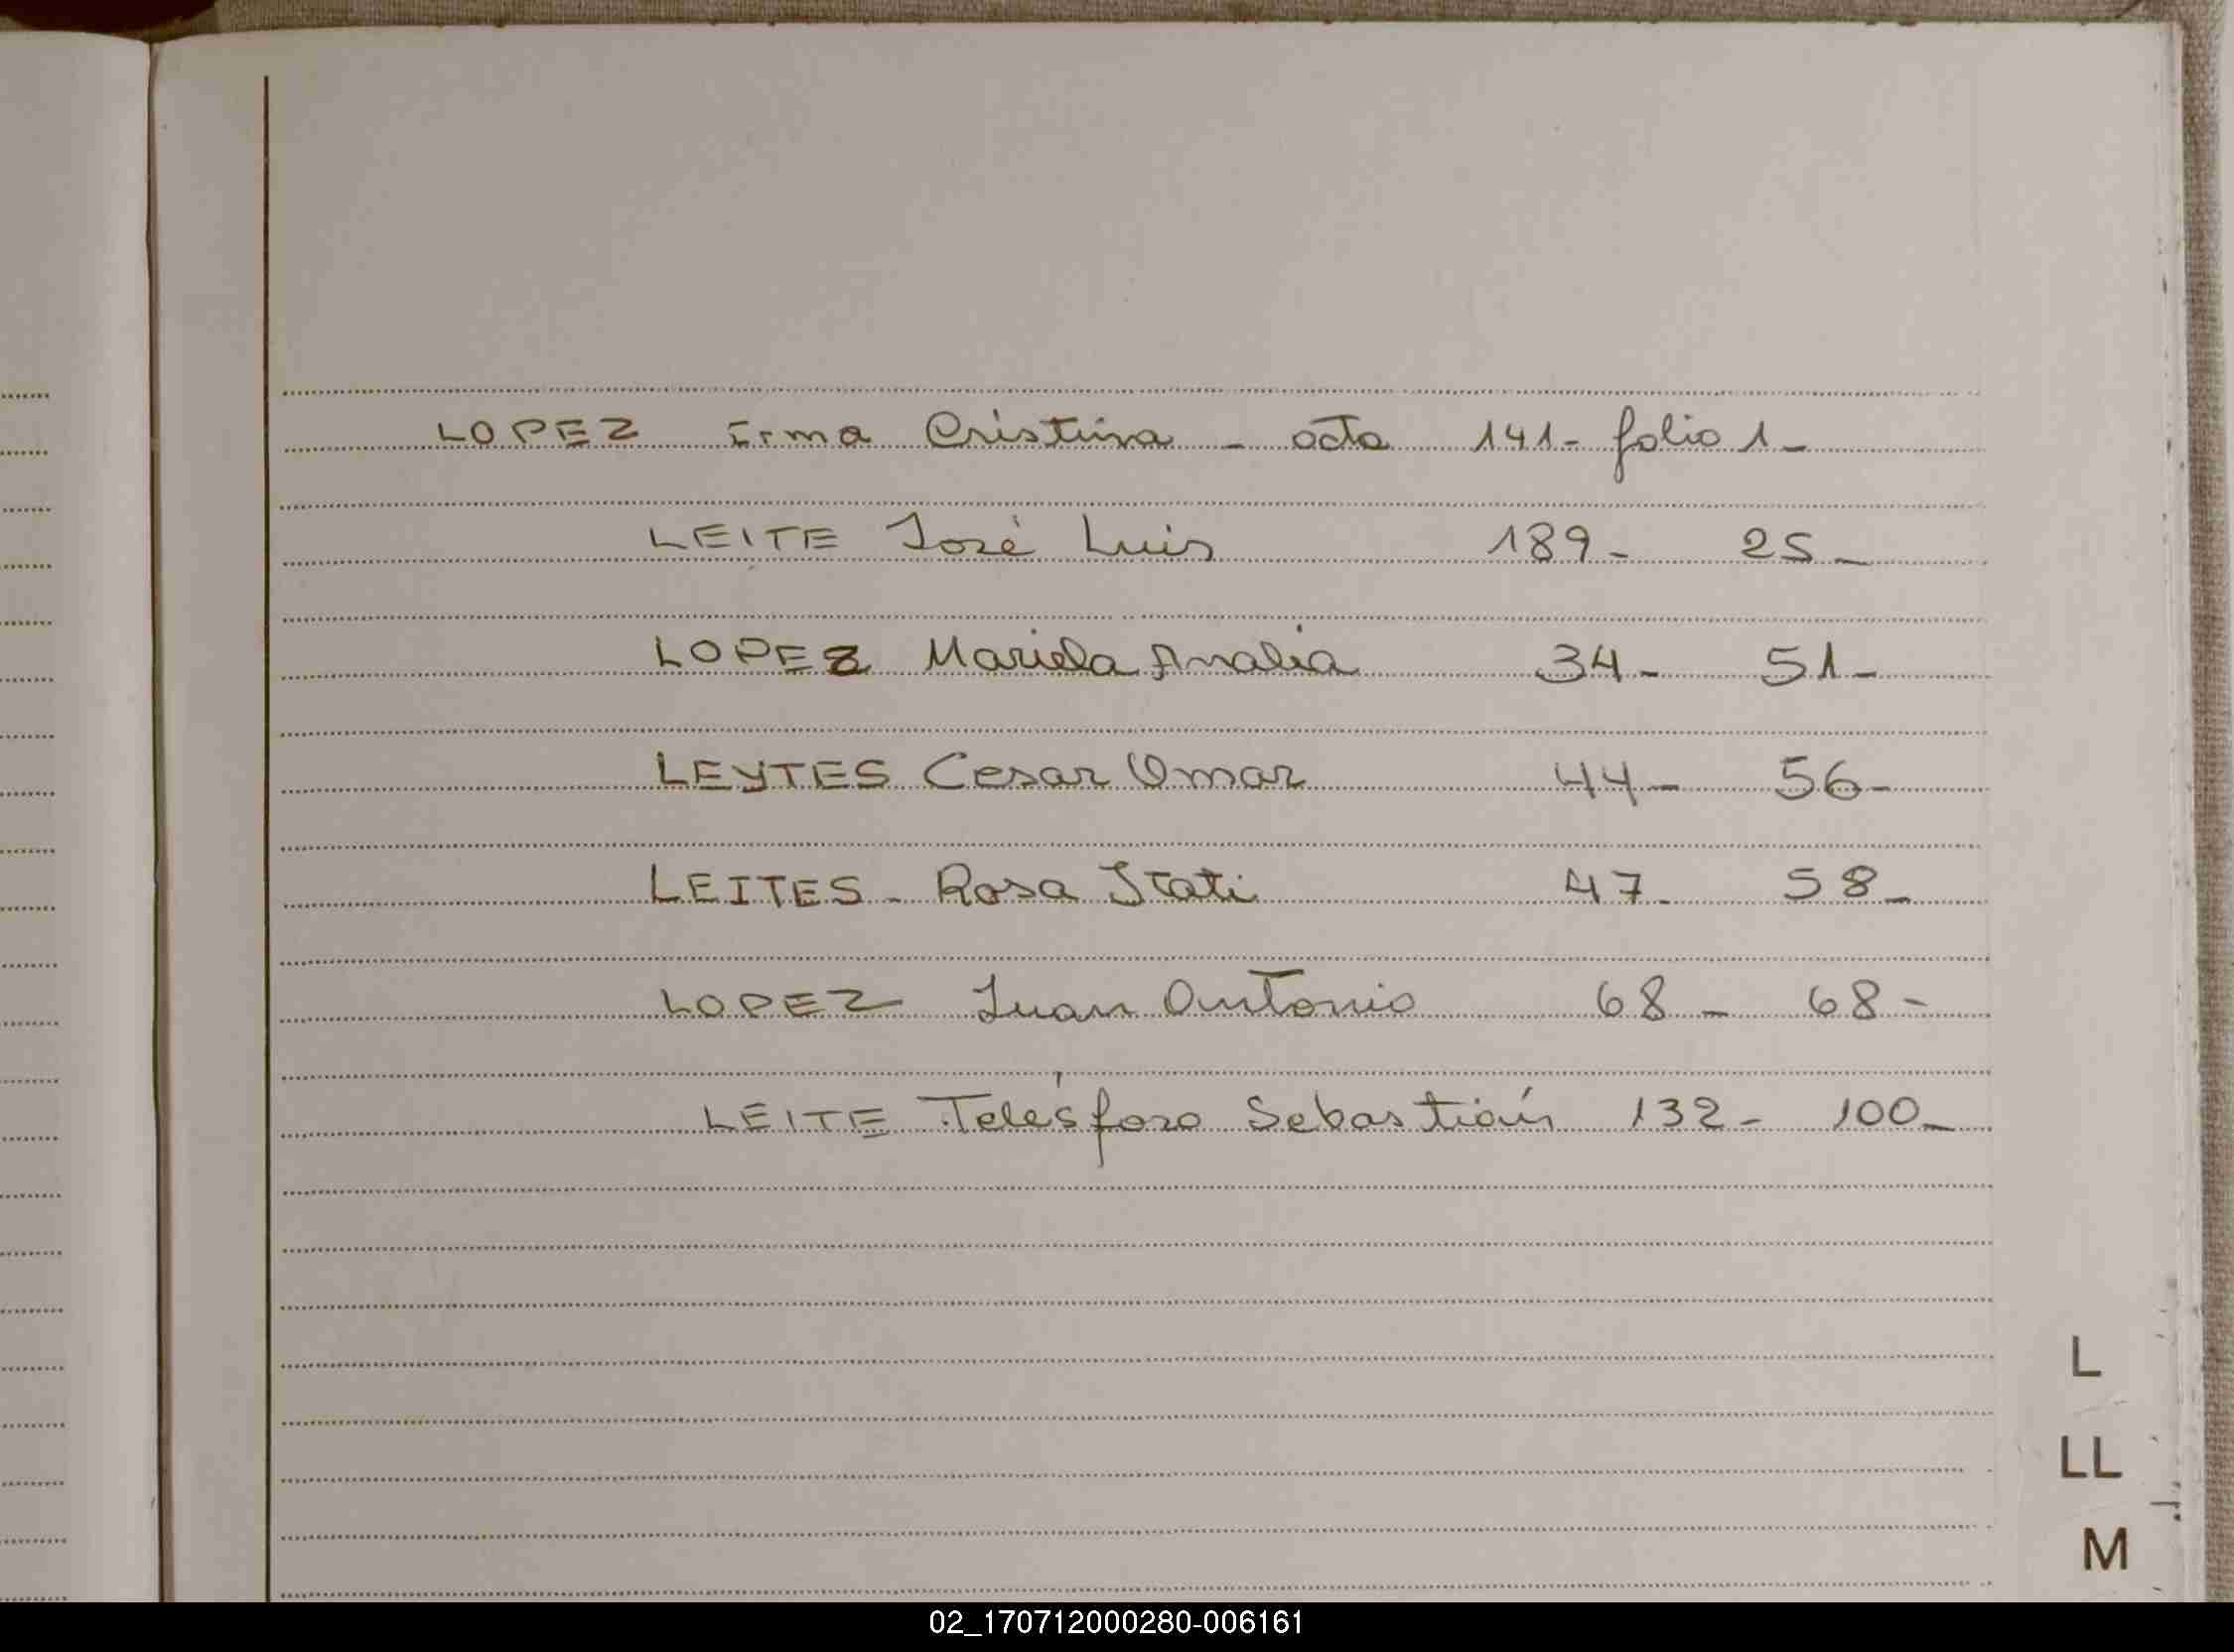 LOPEZ Irma Cristina - acta 141- folio 1-
LEITE José Luis 189- 25-
LOPEZ Mariela Analia 34- 51-
LEYTES Cesar Omar 44- 56-
LEITES - Rosa Itati 47- 58-
LOPEZ Juan Antonio 68- 68-
LEITE Telésforo Sebastián 132- 100-
L
LL
M
02_170712000280-006161